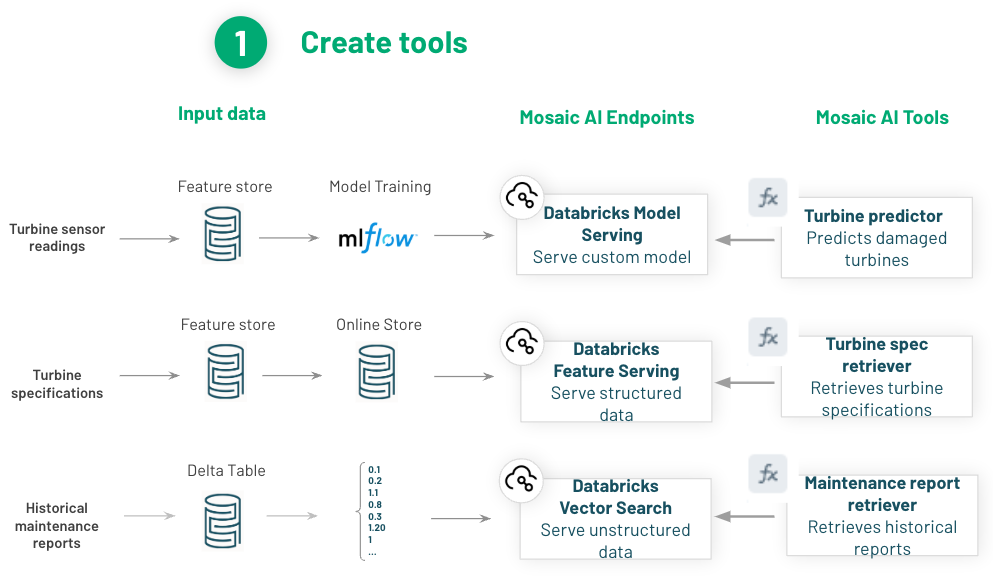 1
Create tools
Input data
Mosaic AI Endpoints
Mosaic AI Tools
Feature store
Model Training
Turbine sensor
readings
mlflow
Databricks Model
Serving
Serve custom model
fx
Turbine predictor
Predicts damaged
turbines
Feature store
Online Store
Turbine
specifications
Databricks
Feature Serving
Serve structured
data
fx
Turbine spec
retriever
Retrieves turbine
specifications
Delta Table
Historical
maintenance
reports
0.1
0.2
1.1
0.8
0.3
1.20
1
...
Databricks
Vector Search
Serve unstructured
data
fx
Maintenance report
retriever
Retrieves historical
reports